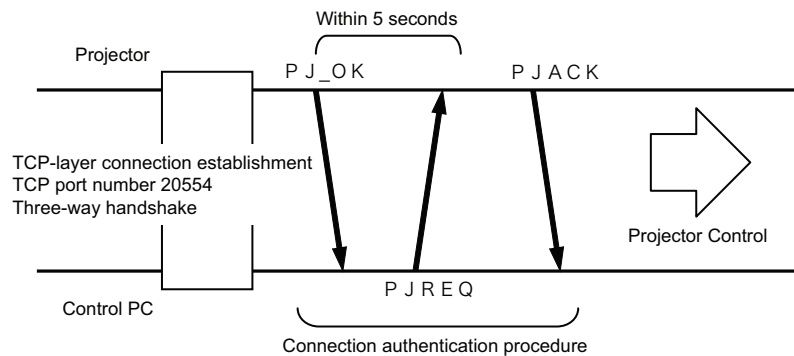 Within 5 seconds
Projector
PJ_OK
PJACK
TCP-layer connection establishment
TCP port number 20554
Three-way handshake
Projector Control
PJREQ
Control PC
Connection authentication procedure